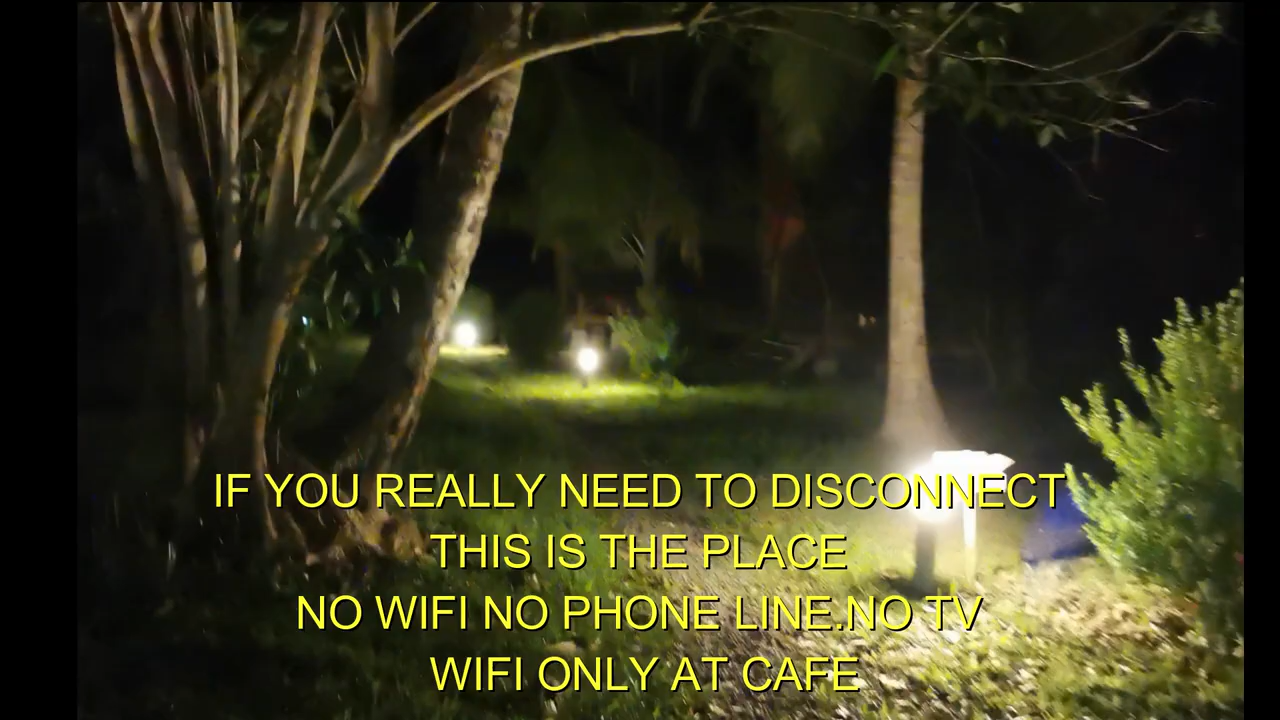 IF YOU REALLY NEED TO DISCONNECT
THIS IS THE PLACE
NO WIFI NO PHONE LINE.NO TV
WIFI ONLY AT CAFE